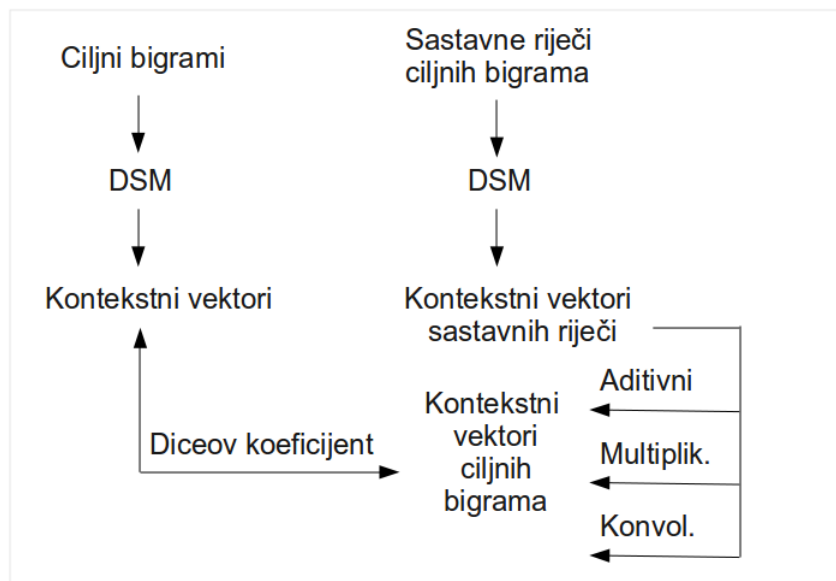 Ciljni bigrami
Sastavne riječi
ciljnih bigrama
DSM
DSM
Kontekstni vektori
Kontekstni vektori
sastavnih riječi
Aditivni
Kontekstni
vektori
ciljnih
bigrama
Diceov koeficijent
Multiplik.
Konvol.